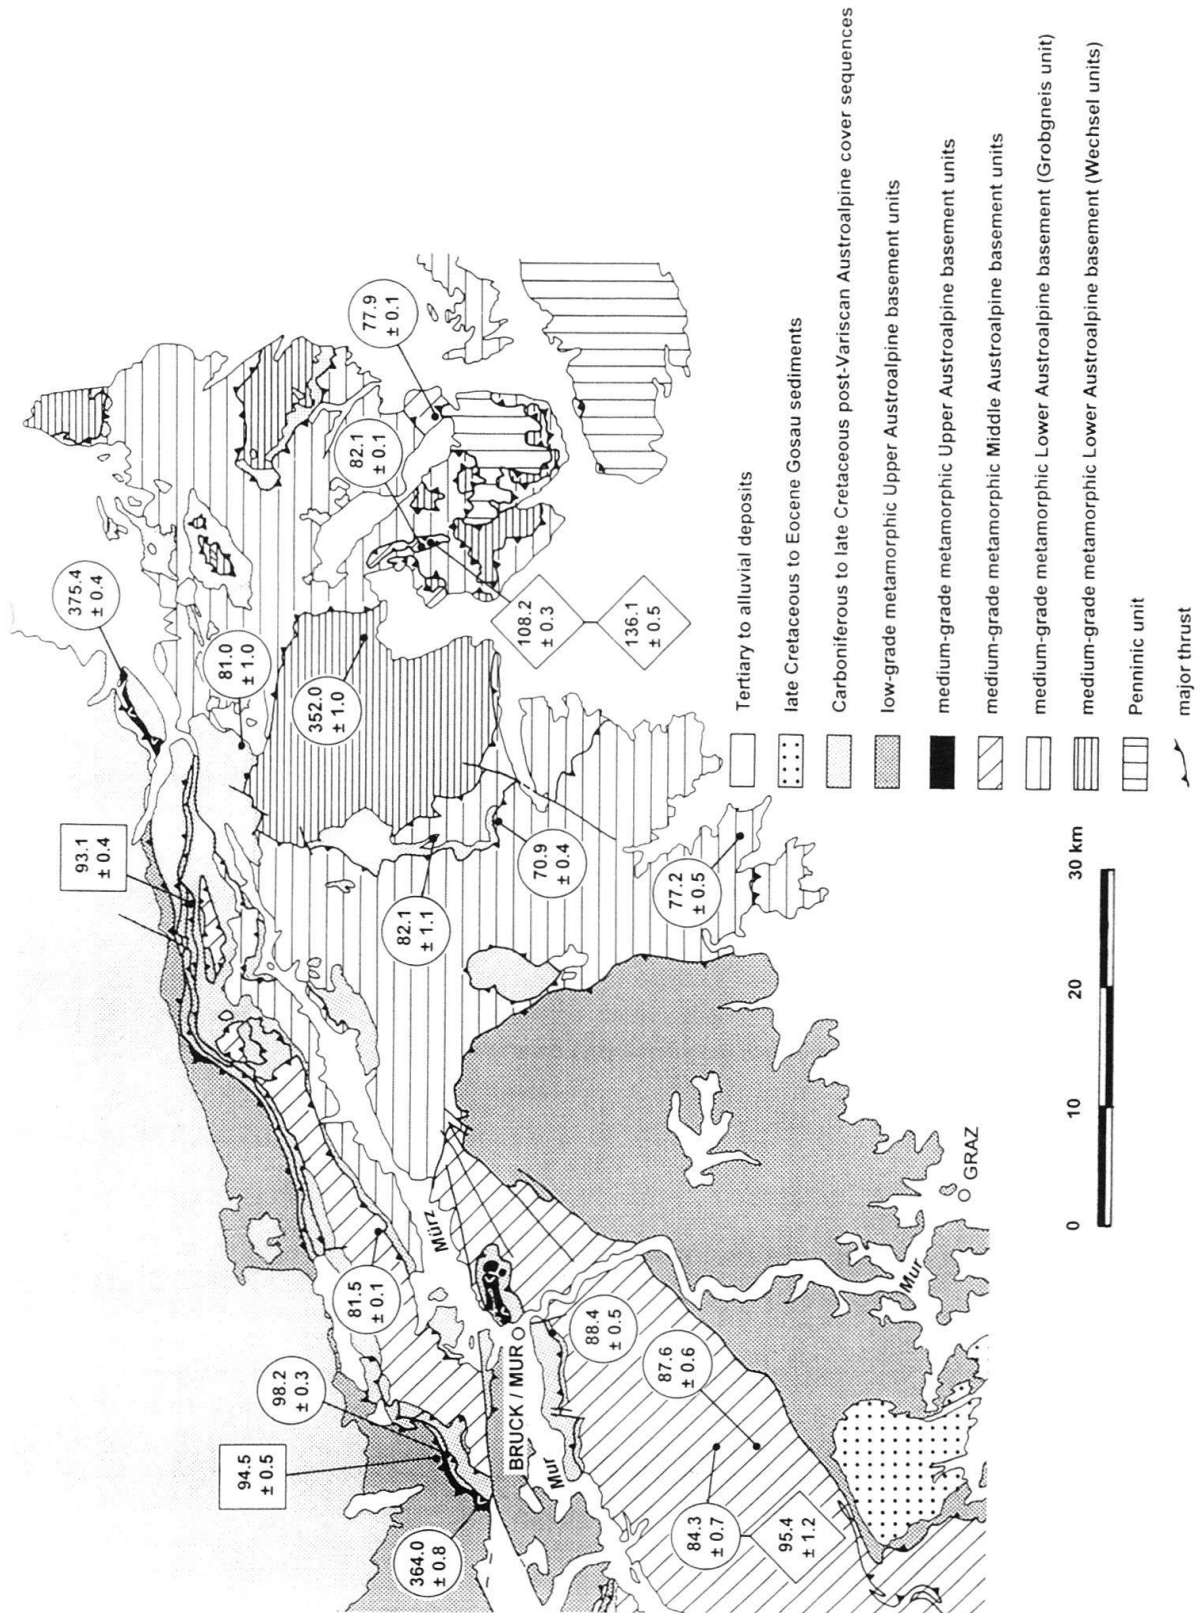 375.4
± 0.4
81.0
± 1.0
93.1
± 0.4
352.0
± 1.0
82.1
± 0.1
77.9
± 0.1
108.2
± 0.3
136.1
± 0.5
82.1
± 1.1
70.9
± 0.4
77.2
± 0.5
81.5
± 0.1
98.2
± 0.3
94.5
± 0.5
364.0
± 0.8
88.4
± 0.5
87.6
± 0.6
84.3
± 0.7
95.4
± 1.2
Mürz
BRUCK / MUR
Mur
Mur
GRAZ
0 10 20 30 km
Tertiary to alluvial deposits
late Cretaceous to Eocene Gosau sediments
Carboniferous to late Cretaceous post-Variscan Austroalpine cover sequences
low-grade metamorphic Upper Austroalpine basement units
medium-grade metamorphic Upper Austroalpine basement units
medium-grade metamorphic Middle Austroalpine basement units
medium-grade metamorphic Lower Austroalpine basement (Grobgneis unit)
medium-grade metamorphic Lower Austroalpine basement (Wechsel units)
Penninic unit
major thrust